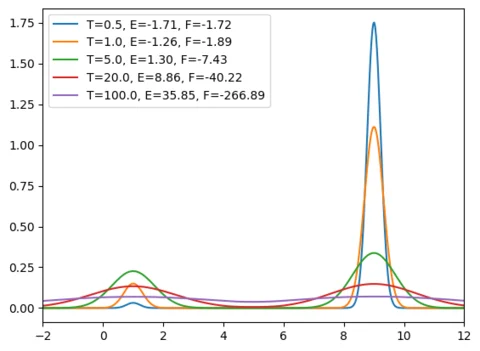 T=0.5, E=-1.71, F=-1.72
T=1.0, E=-1.26, F=-1.89
T=5.0, E=1.30, F=-7.43
T=20.0, E=8.86, F=-40.22
T=100.0, E=35.85, F=-266.89
1.75
1.50
1.25
1.00
0.75
0.50
0.25
0.00
−2 0 2 4 6 8 10 12